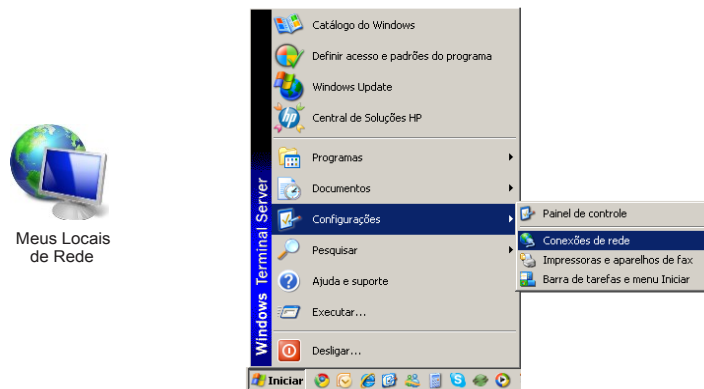 Meus Locais
de Rede
Catálogo do Windows
Definir acesso e padrões do programa
Windows Update
hp
Central de Soluções HP
Programas
Documentos
Configurações
Pesquisar
Ajuda e suporte
Executar...
Desligar...
Windows Terminal Server
Painel de controle
Conexões de rede
Impressoras e aparelhos de fax
Barra de tarefas e menu Iniciar
Iniciar